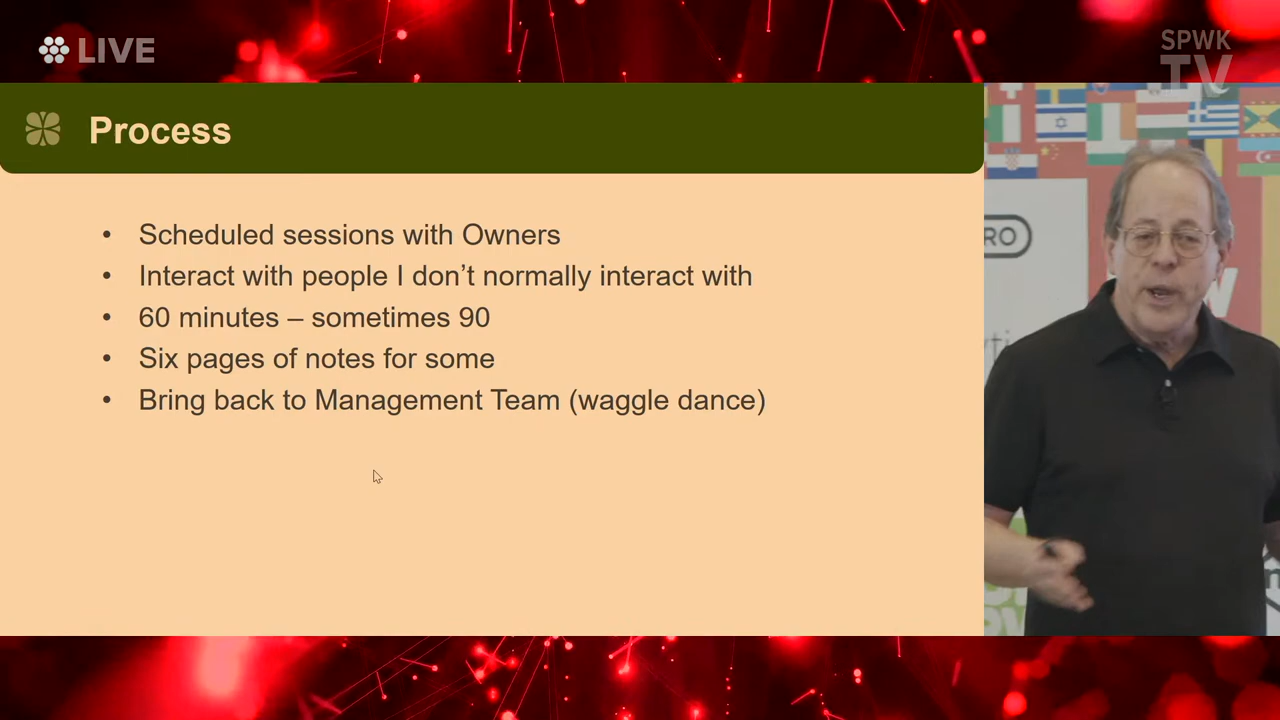 LIVE
SPWK
TV
Process
• Scheduled sessions with Owners
• Interact with people I don’t normally interact with
• 60 minutes – sometimes 90
• Six pages of notes for some
• Bring back to Management Team (waggle dance)
RO
W